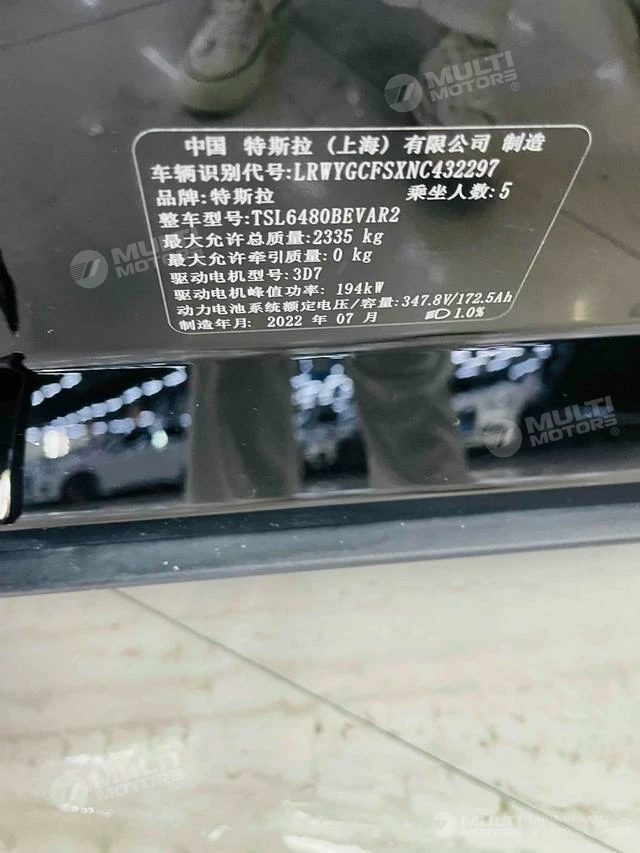 MULTI
MOTORS®
中国 特斯拉(上海)有限公司 制造
车辆识别代号:LRWYGCFSXNC432297
品牌:特斯拉 乘坐人数:5
整车型号:TSL6480BEVAR2
最大允许总质量:2335 kg
最大允许牵引质量:0 kg
驱动电机型号:3D7
驱动电机峰值功率: 194kW
动力电池系统额定电压/容量:347.8V/172.5Ah
制造年月: 2022 年 07 月 1.0%
MULTI
MOTORS®
MULTI
MOTORS®
MULTI
MOTORS®
MULTI
MOTORS